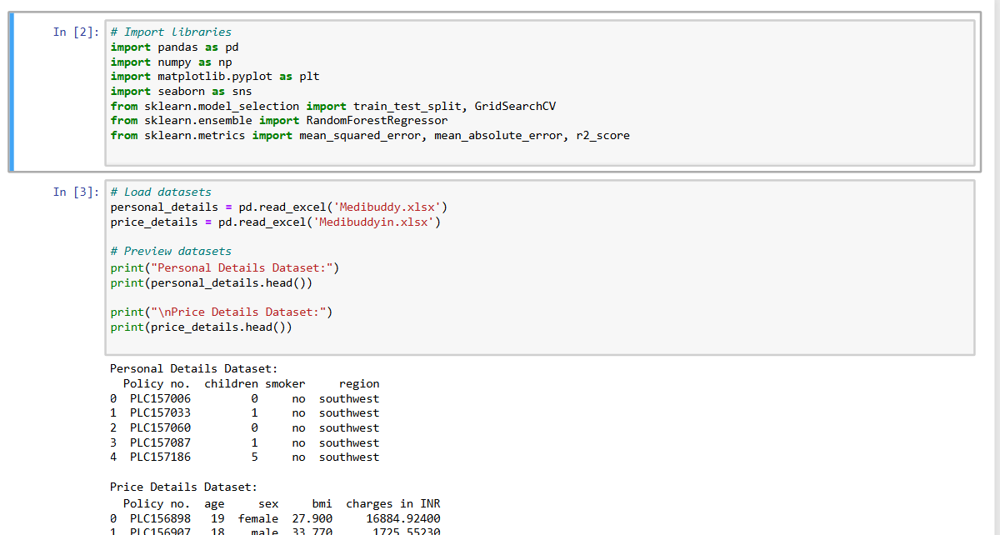 In [2]:
# Import libraries
import pandas as pd
import numpy as np
import matplotlib.pyplot as plt
import seaborn as sns
from sklearn.model_selection import train_test_split, GridSearchCV
from sklearn.ensemble import RandomForestRegressor
from sklearn.metrics import mean_squared_error, mean_absolute_error, r2_score
In [3]:
# Load datasets
personal_details = pd.read_excel('Medibuddy.xlsx')
price_details = pd.read_excel('Medibuddyin.xlsx')
# Preview datasets
print("Personal Details Dataset:")
print(personal_details.head())
print("\nPrice Details Dataset:")
print(price_details.head())
Personal Details Dataset:
Policy no. children smoker region
0 PLC157006 0 no southwest
1 PLC157033 1 no southwest
2 PLC157060 0 no southwest
3 PLC157087 1 no southwest
4 PLC157186 5 no southwest
Price Details Dataset:
Policy no. age sex bmi charges in INR
0 PLC156898 19 female 27.900 16884.92400
1 PLC156907 18 male 33.770 1725.55230